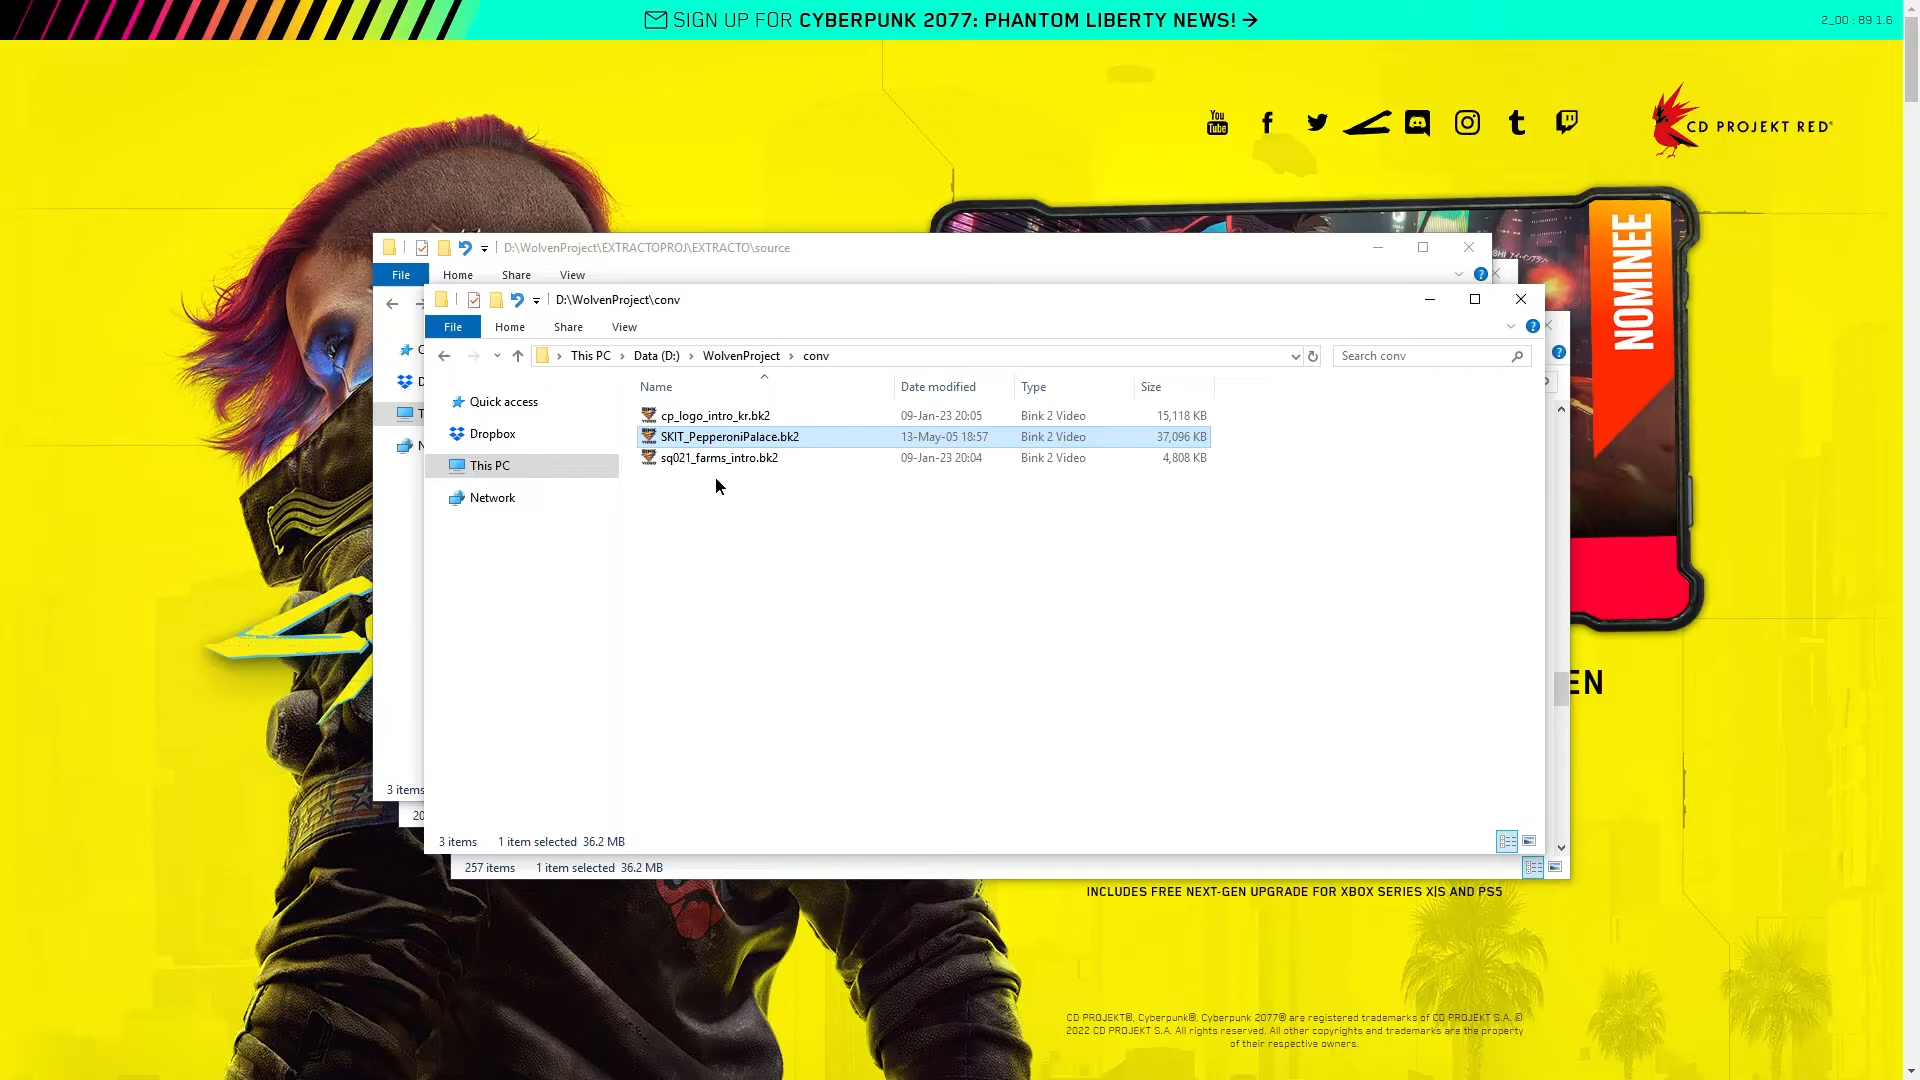 SIGN UP FOR CYBERPUNK 2077: PHANTOM LIBERTY NEWS! →
2_00 : 89 1.6
You
Tube
CD PROJEKT RED®
NOMINEE
D:\WolvenProject\EXTRACTOPROJ\EXTRACTO\source
File Home Share View
D:\WolvenProject\conv
File Home Share View
This PC > Data (D:) > WolvenProject > conv
Search conv
Name Date modified Type Size
Quick access
Dropbox
This PC
Network
cp_logo_intro_kr.bk2 09-Jan-23 20:05 Bink 2 Video 15,118 KB
SKIT_PepperoniPalace.bk2 13-May-05 18:57 Bink 2 Video 37,096 KB
sq021_farms_intro.bk2 09-Jan-23 20:04 Bink 2 Video 4,808 KB
EN
3 items
20
3 items 1 item selected 36.2 MB
257 items 1 item selected 36.2 MB
INCLUDES FREE NEXT-GEN UPGRADE FOR XBOX SERIES X|S AND PS5
CD PROJEKT®, Cyberpunk®, Cyberpunk 2077® are registered trademarks of CD PROJEKT S.A. ©
2022 CD PROJEKT S.A. All rights reserved. All other copyrights and trademarks are the property
of their respective owners.